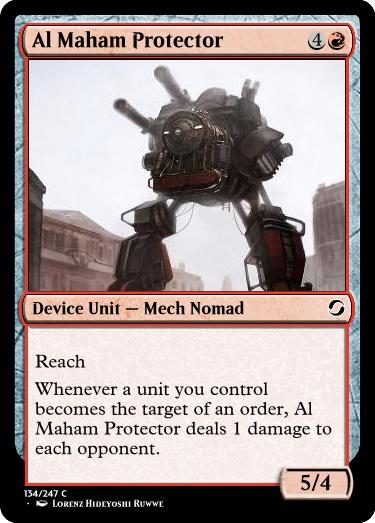 Al Maham Protector 4
Device Unit — Mech Nomad
Reach
Whenever a unit you control
becomes the target of an order, Al
Maham Protector deals 1 damage to
each opponent.
5/4
134/247 C
· Lorenz Hideyoshi Ruwwe